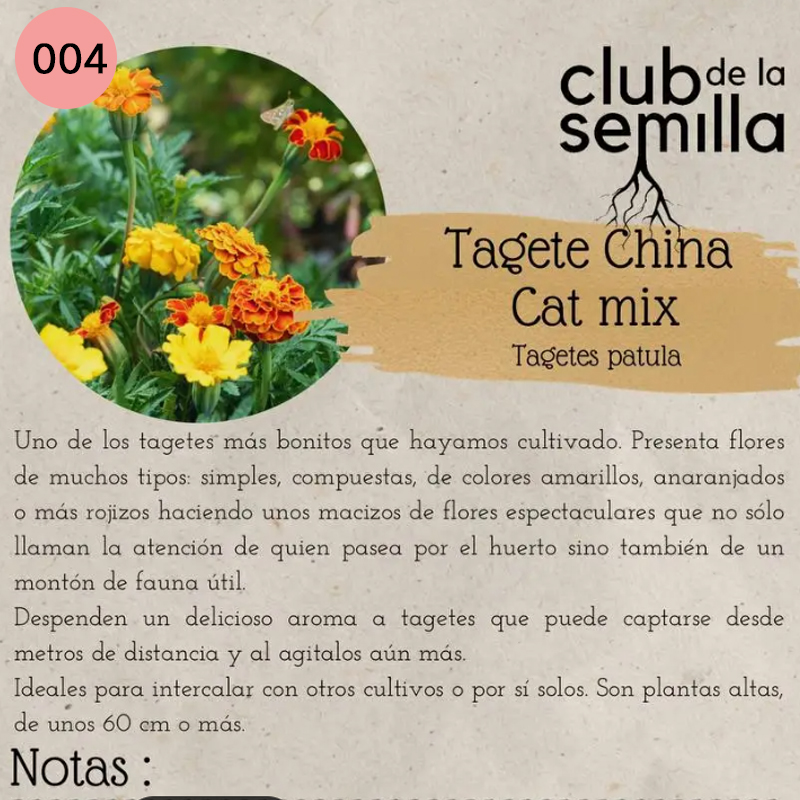 004
club de la
semilla
Tagete China
Cat mix
Tagetes patula
Uno de los tagetes más bonitos que hayamos cultivado. Presenta flores
de muchos tipos: simples, compuestas, de colores amarillos, anaranjados
o más rojizos haciendo unos macizos de flores espectaculares que no sólo
llaman la atención de quien pasea por el huerto sino también de un
montón de fauna útil.
Despenden un delicioso aroma a tagetes que puede captarse desde
metros de distancia y al agitalos aún más.
Ideales para intercalar con otros cultivos o por sí solos. Son plantas altas,
de unos 60 cm o más.
Notas :